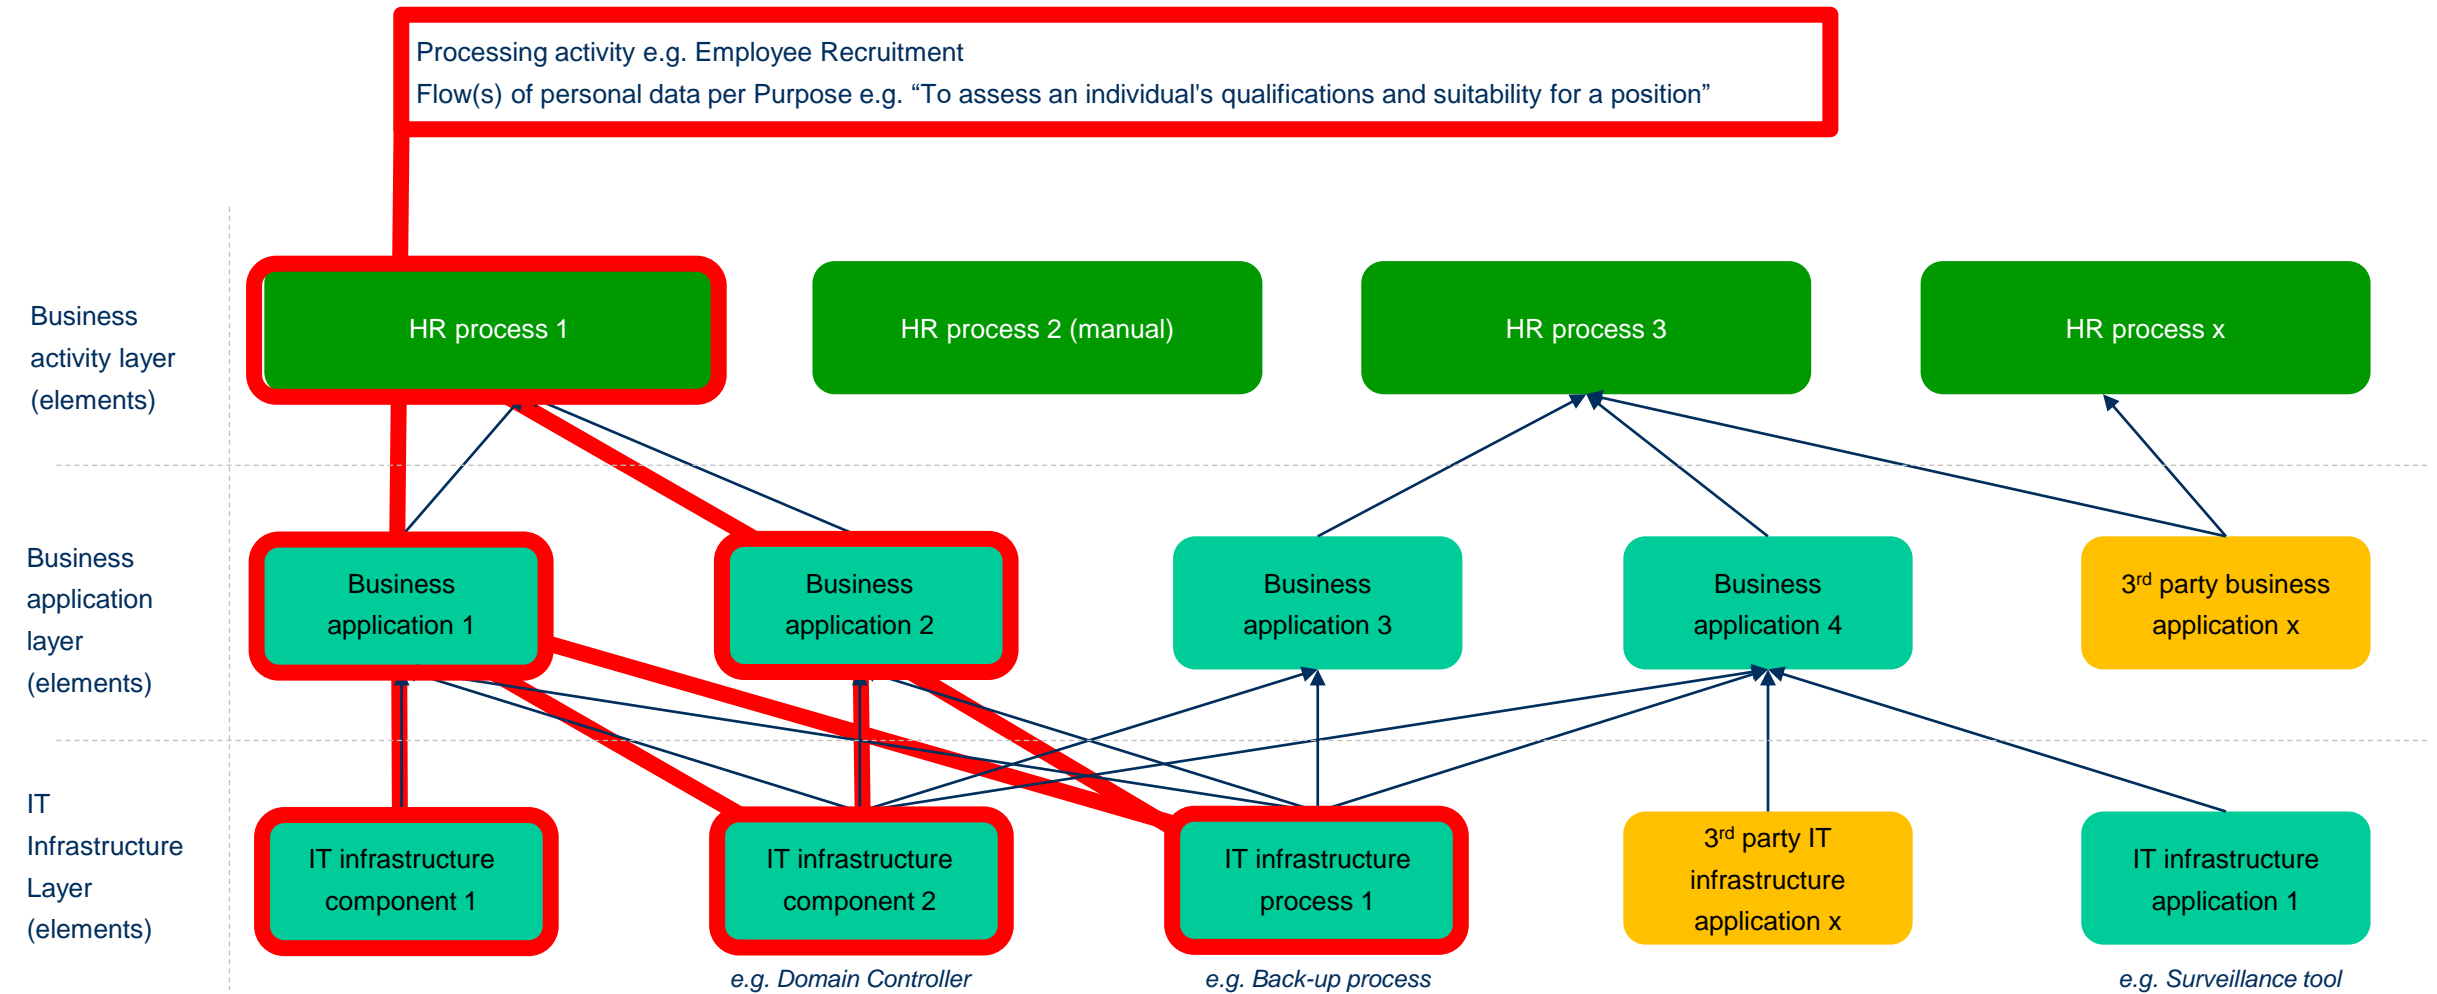 Processing activity e.g. Employee Recruitment
Flow(s) of personal data per Purpose e.g. “To assess an individual's qualifications and suitability for a position”
Business
activity layer
(elements)
HR process 1
HR process 2 (manual)
HR process 3
HR process x
Business
application
layer
(elements)
Business
application 1
Business
application 2
Business
application 3
Business
application 4
3rd party business
application x
IT
Infrastructure
Layer
(elements)
IT infrastructure
component 1
IT infrastructure
component 2
IT infrastructure
process 1
3rd party IT
infrastructure
application x
IT infrastructure
application 1
e.g. Domain Controller
e.g. Back-up process
e.g. Surveillance tool